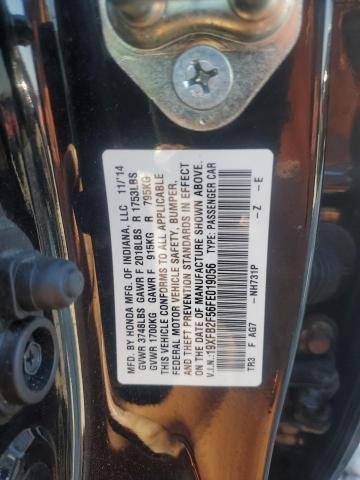 MFD. BY HONDA MFG. OF INDIANA, LLC 11/'14
GVWR 3748LBS GAWR F 2018LBS R 1753LBS
GVWR 1700KG GAWR F 915KG R 795KG
THIS VEHICLE CONFORMS TO ALL APPLICABLE
FEDERAL MOTOR VEHICLE SAFETY, BUMPER,
AND THEFT PREVENTION STANDARDS IN EFFECT
ON THE DATE OF MANUFACTURE SHOWN ABOVE.
V.I.N.:19XFB2F56FE019056 TYPE: PASSENGER CAR
-NH731P -Z -E
TR3 F AG7